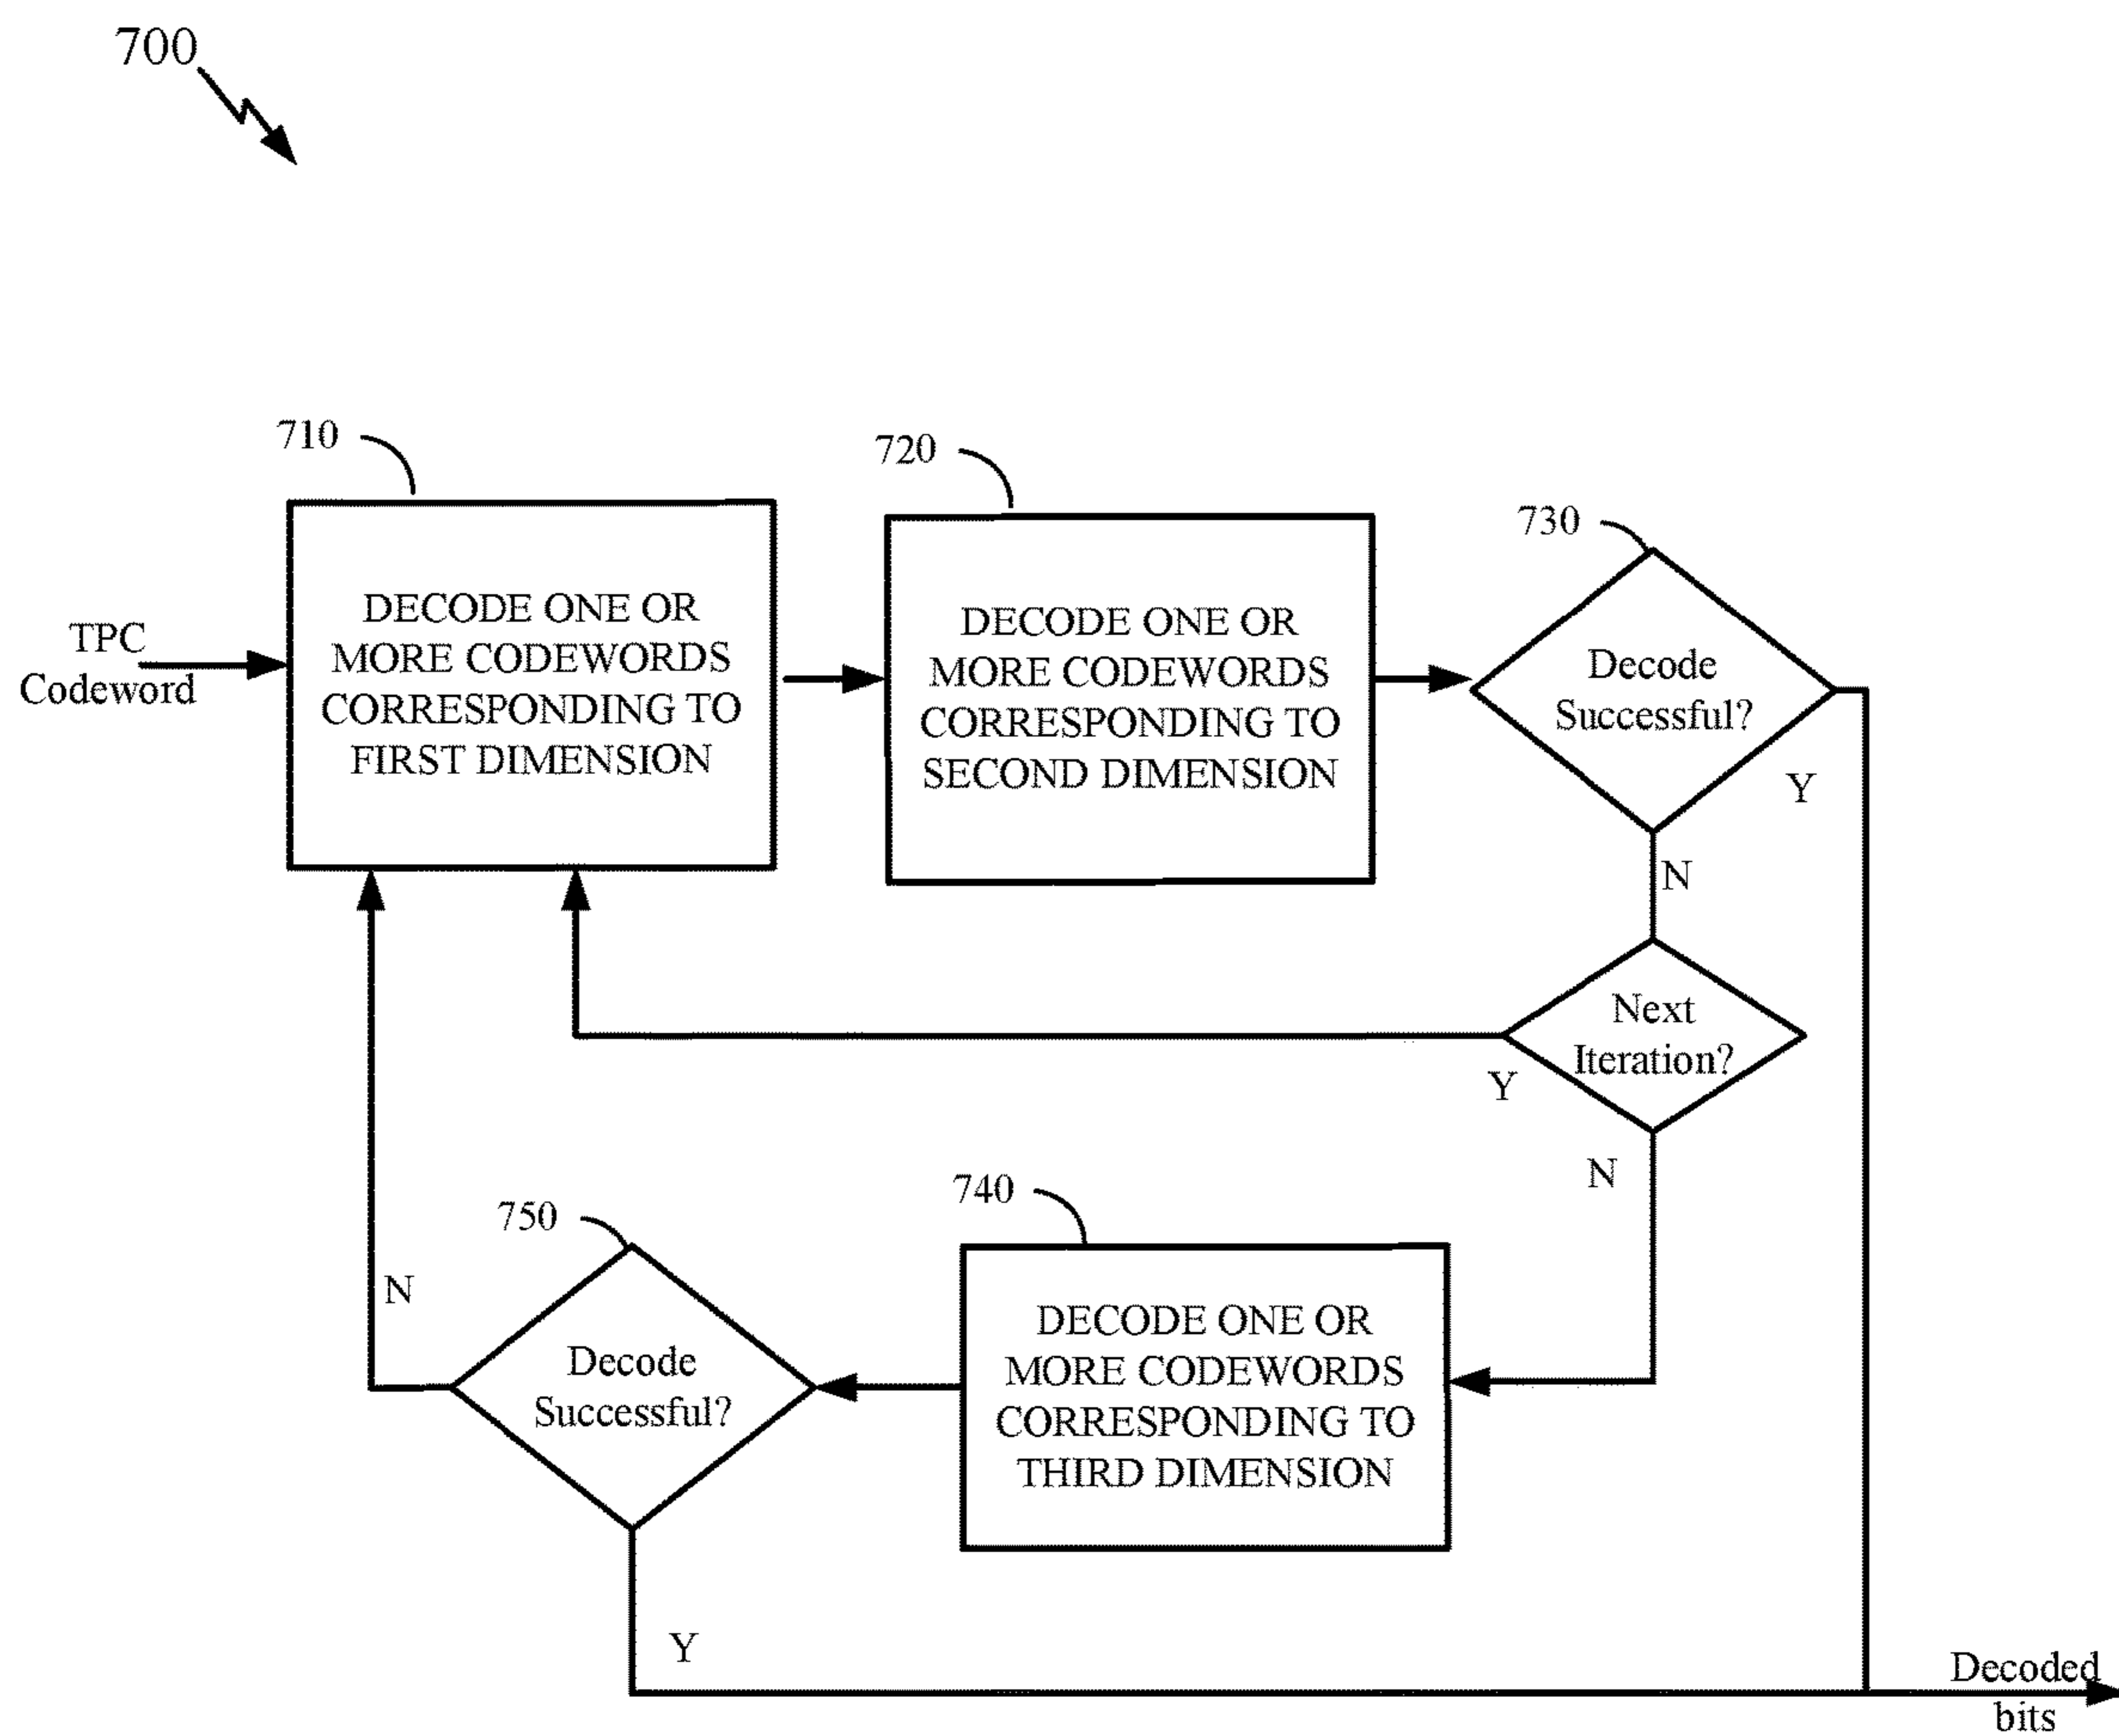 700
710
720
730
TPC
Codeword
DECODE ONE OR
MORE CODEWORDS
CORRESPONDING TO
FIRST DIMENSION
DECODE ONE OR
MORE CODEWORDS
CORRESPONDING TO
SECOND DIMENSION
Decode
Successful?
Y
N
Next
Iteration?
Y
N
740
750
DECODE ONE OR
MORE CODEWORDS
CORRESPONDING TO
THIRD DIMENSION
Decode
Successful?
N
Y
Decoded
bits